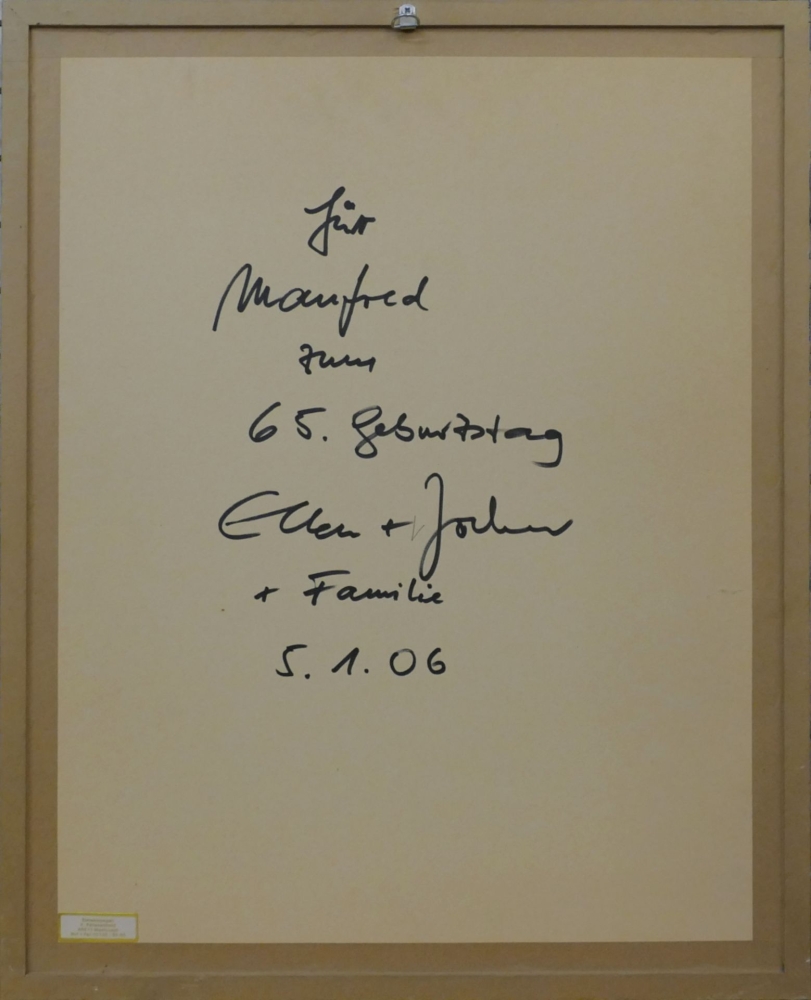 für
Manfred
zum
65. Geburtstag
Ellen + Jochen
+ Familie
5. 1. 06